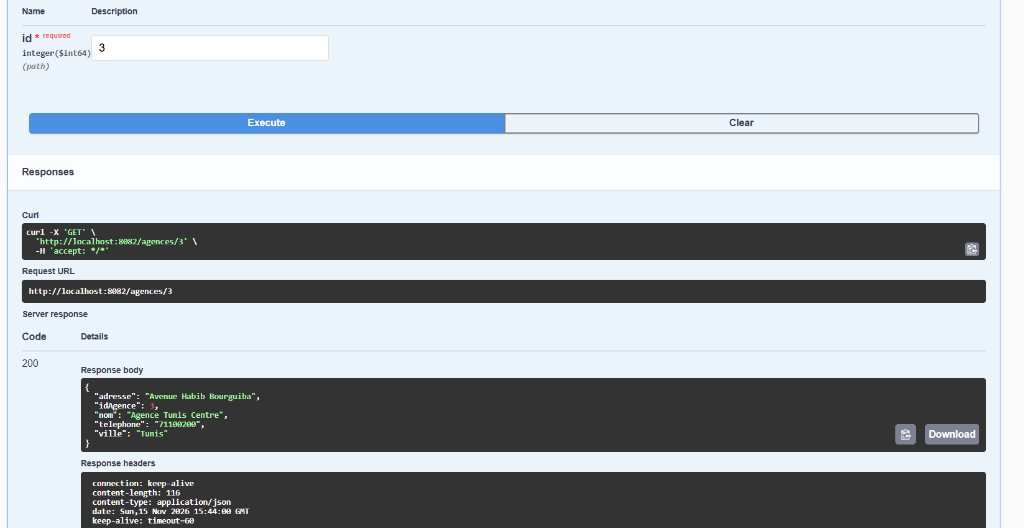 Name Description
id * required
3
integer($int64)
(path)
Execute Clear
Responses
Curl
curl -X 'GET' \
'http://localhost:8082/agences/3' \
-H 'accept: */*'
Request URL
http://localhost:8082/agences/3
Server response
Code Details
200
Response body
{
"adresse": "Avenue Habib Bourguiba",
"idAgence": 3,
"nom": "Agence Tunis Centre",
"telephone": "71100200",
"ville": "Tunis"
}
Download
Response headers
connection: keep-alive
content-length: 116
content-type: application/json
date: Sun,15 Nov 2026 15:44:00 GMT
keep-alive: timeout=60